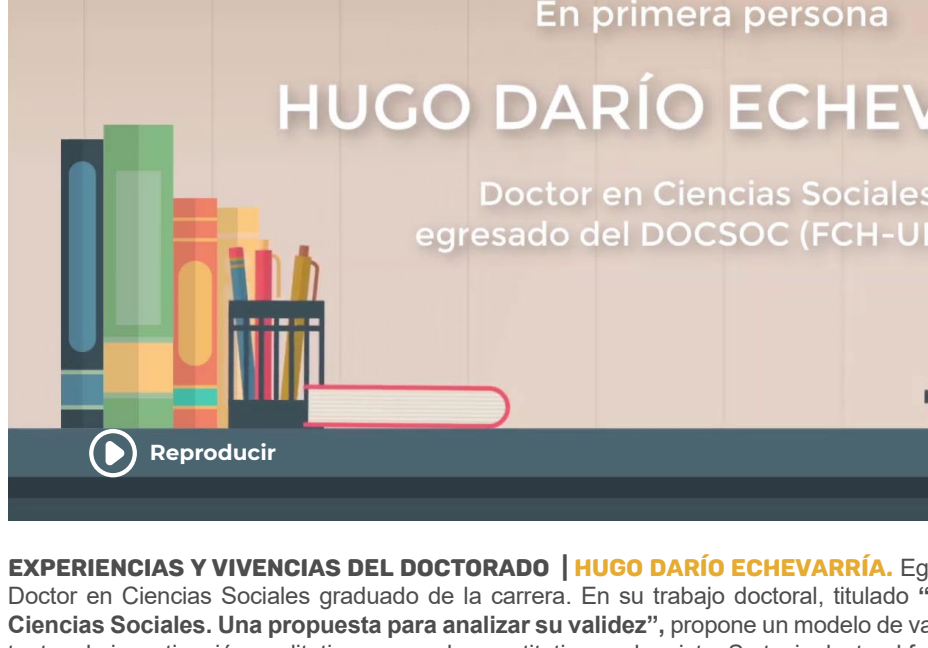 En primera persona
HUGO DARÍO ECHEV
Doctor en Ciencias Sociales
egresado del DOCSOC (FCH-U
Reproducir
EXPERIENCIAS Y VIVENCIAS DEL DOCTORADO | HUGO DARÍO ECHEVARRÍA. Eg
Doctor en Ciencias Sociales graduado de la carrera. En su trabajo doctoral, titulado “
Ciencias Sociales. Una propuesta para analizar su validez”, propone un modelo de va